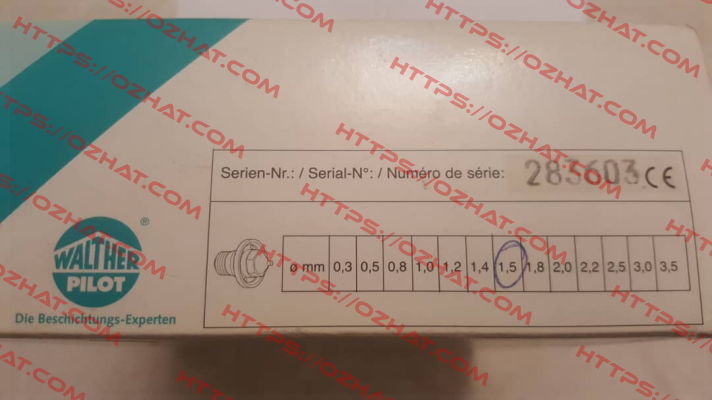 HTTPS://OZHAT.COM
Serien-Nr.: / Serial-N°: / Numéro de série: 283603 CE
ø mm 0,3 0,5 0,8 1,0 1,2 1,4 1,5 1,8 2,0 2,2 2,5 3,0 3,5
®
WALTHER
PILOT
Die Beschichtungs-Experten